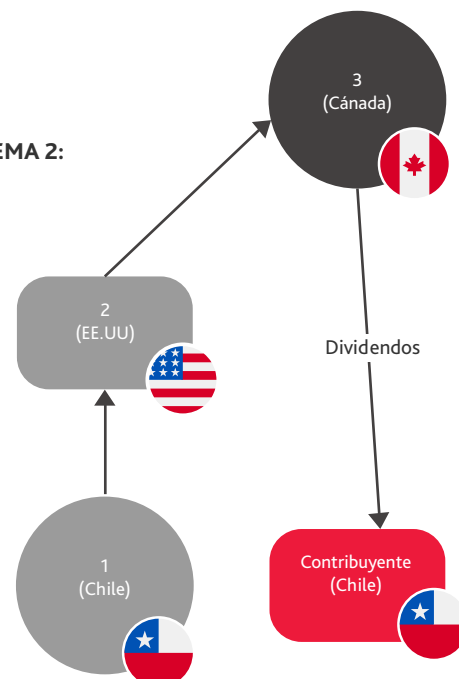 3
(Cánada)
EMA 2:
2
(EE.UU)
Dividendos
1
(Chile)
Contribuyente
(Chile)